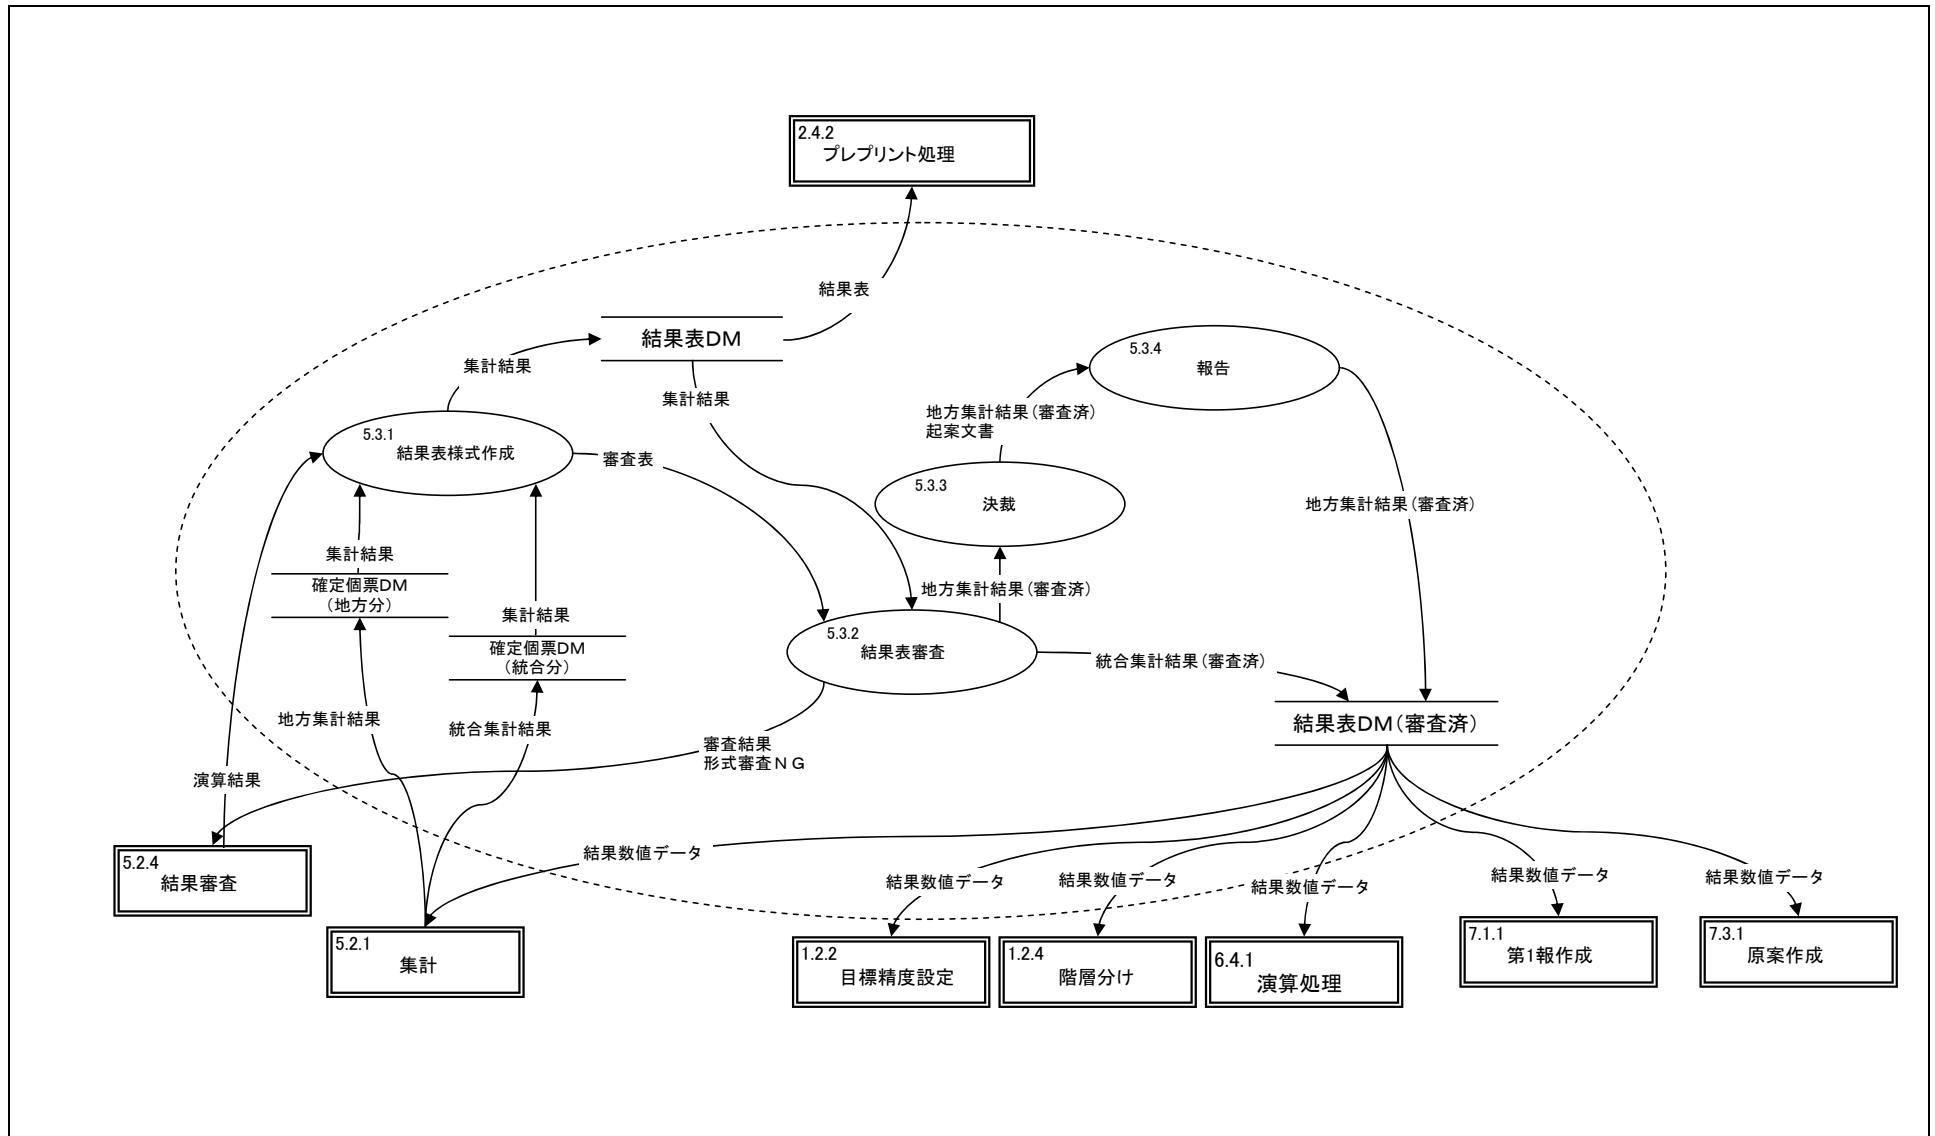 2.4.2
プレプリント処理
結果表
結果表DM
集計結果
集計結果
5.3.4
報告
地方集計結果(審査済)
起案文書
5.3.1
結果表様式作成
審査表
5.3.3
決裁
地方集計結果(審査済)
集計結果
確定個票DM
(地方分)
地方集計結果(審査済)
集計結果
確定個票DM
(統合分)
5.3.2
結果表審査
統合集計結果(審査済)
地方集計結果
統合集計結果
結果表DM(審査済)
審査結果
形式審査NG
演算結果
結果数値データ
5.2.4
結果審査
結果数値データ
結果数値データ
結果数値データ
結果数値データ
結果数値データ
5.2.1
集計
1.2.2
目標精度設定
1.2.4
階層分け
6.4.1
演算処理
7.1.1
第1報作成
7.3.1
原案作成